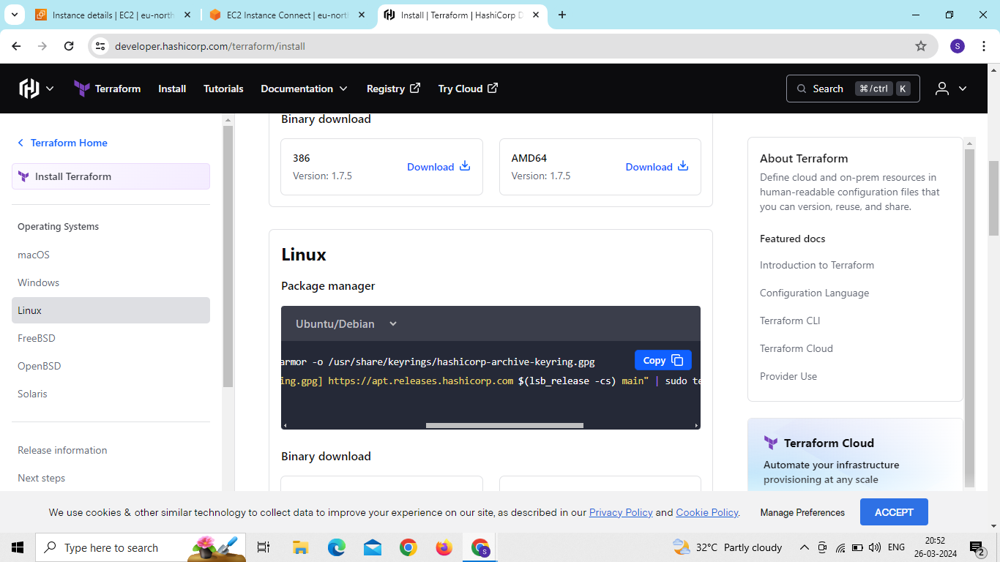 Instance details | EC2 | eu-north
EC2 Instance Connect | eu-nort
Install | Terraform | HashiCorp D
developer.hashicorp.com/terraform/install
S
Terraform
Install
Tutorials
Documentation
Registry
Try Cloud
Search
⌘/ctrl
K
Terraform Home
Install Terraform
Operating Systems
macOS
Windows
Linux
FreeBSD
OpenBSD
Solaris
Release information
Next steps
Binary download
386
Version: 1.7.5
Download
AMD64
Version: 1.7.5
Download
Linux
Package manager
Ubuntu/Debian
Copy
armor -o /usr/share/keyrings/hashicorp-archive-keyring.gpg
ing.gpg] https://apt.releases.hashicorp.com $(lsb_release -cs) main" | sudo te
Binary download
About Terraform
Define cloud and on-prem resources in
human-readable configuration files that
you can version, reuse, and share.
Featured docs
Introduction to Terraform
Configuration Language
Terraform CLI
Terraform Cloud
Provider Use
Terraform Cloud
Automate your infrastructure
provisioning at any scale
We use cookies & other similar technology to collect data to improve your experience on our site, as described in our Privacy Policy and Cookie Policy.
Manage Preferences
ACCEPT
Type here to search
S
32°C Partly cloudy
ENG
20:52
26-03-2024
2